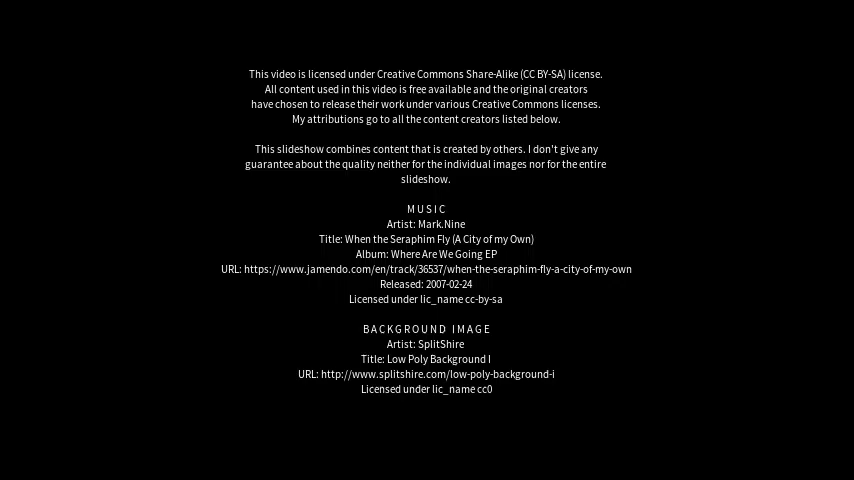 This video is licensed under Creative Commons Share-Alike (CC BY-SA) license.
All content used in this video is free available and the original creators
have chosen to release their work under various Creative Commons licenses.
My attributions go to all the content creators listed below.
This slideshow combines content that is created by others. I don't give any
guarantee about the quality neither for the individual images nor for the entire
slideshow.
MUSIC
Artist: Mark.Nine
Title: When the Seraphim Fly (A City of my Own)
Album: Where Are We Going EP
URL: https://www.jamendo.com/en/track/36537/when-the-seraphim-fly-a-city-of-my-own
Released: 2007-02-24
Licensed under lic_name cc-by-sa
BACKGROUND IMAGE
Artist: SplitShire
Title: Low Poly Background I
URL: http://www.splitshire.com/low-poly-background-i
Licensed under lic_name cc0